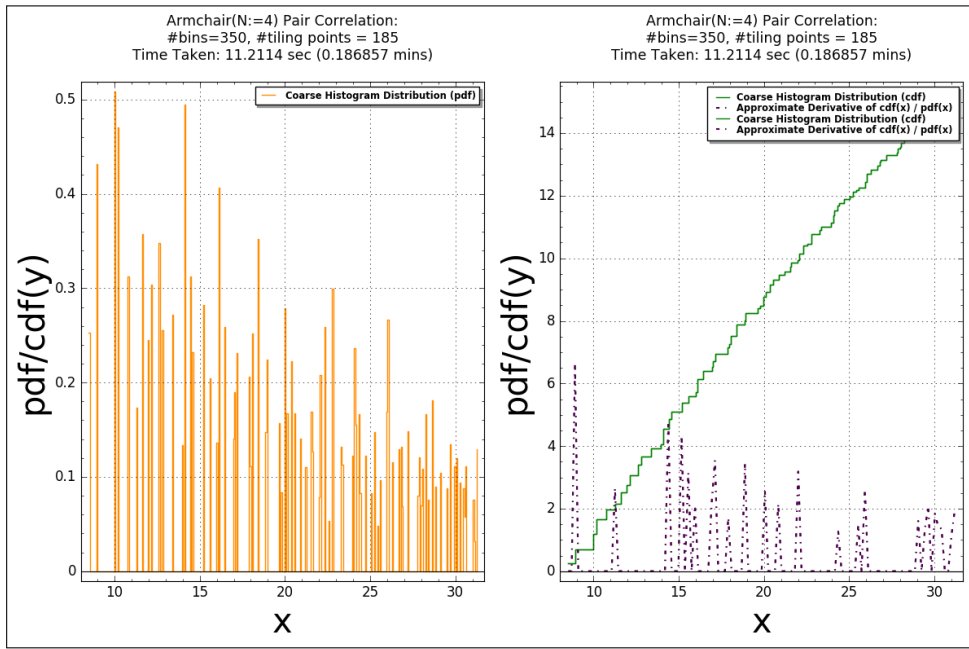 Armchair(N:=4) Pair Correlation:
#bins=350, #tiling points = 185
Time Taken: 11.2114 sec (0.186857 mins)
Coarse Histogram Distribution (pdf)
0.5
0.4
0.3
0.2
0.1
0
pdf/cdf(y)
10
15
20
25
30
x
Armchair(N:=4) Pair Correlation:
#bins=350, #tiling points = 185
Time Taken: 11.2114 sec (0.186857 mins)
Coarse Histogram Distribution (cdf)
Approximate Derivative of cdf(x) / pdf(x)
Coarse Histogram Distribution (cdf)
Approximate Derivative of cdf(x) / pdf(x)
14
12
10
8
6
4
2
0
pdf/cdf(y)
10
15
20
25
30
x